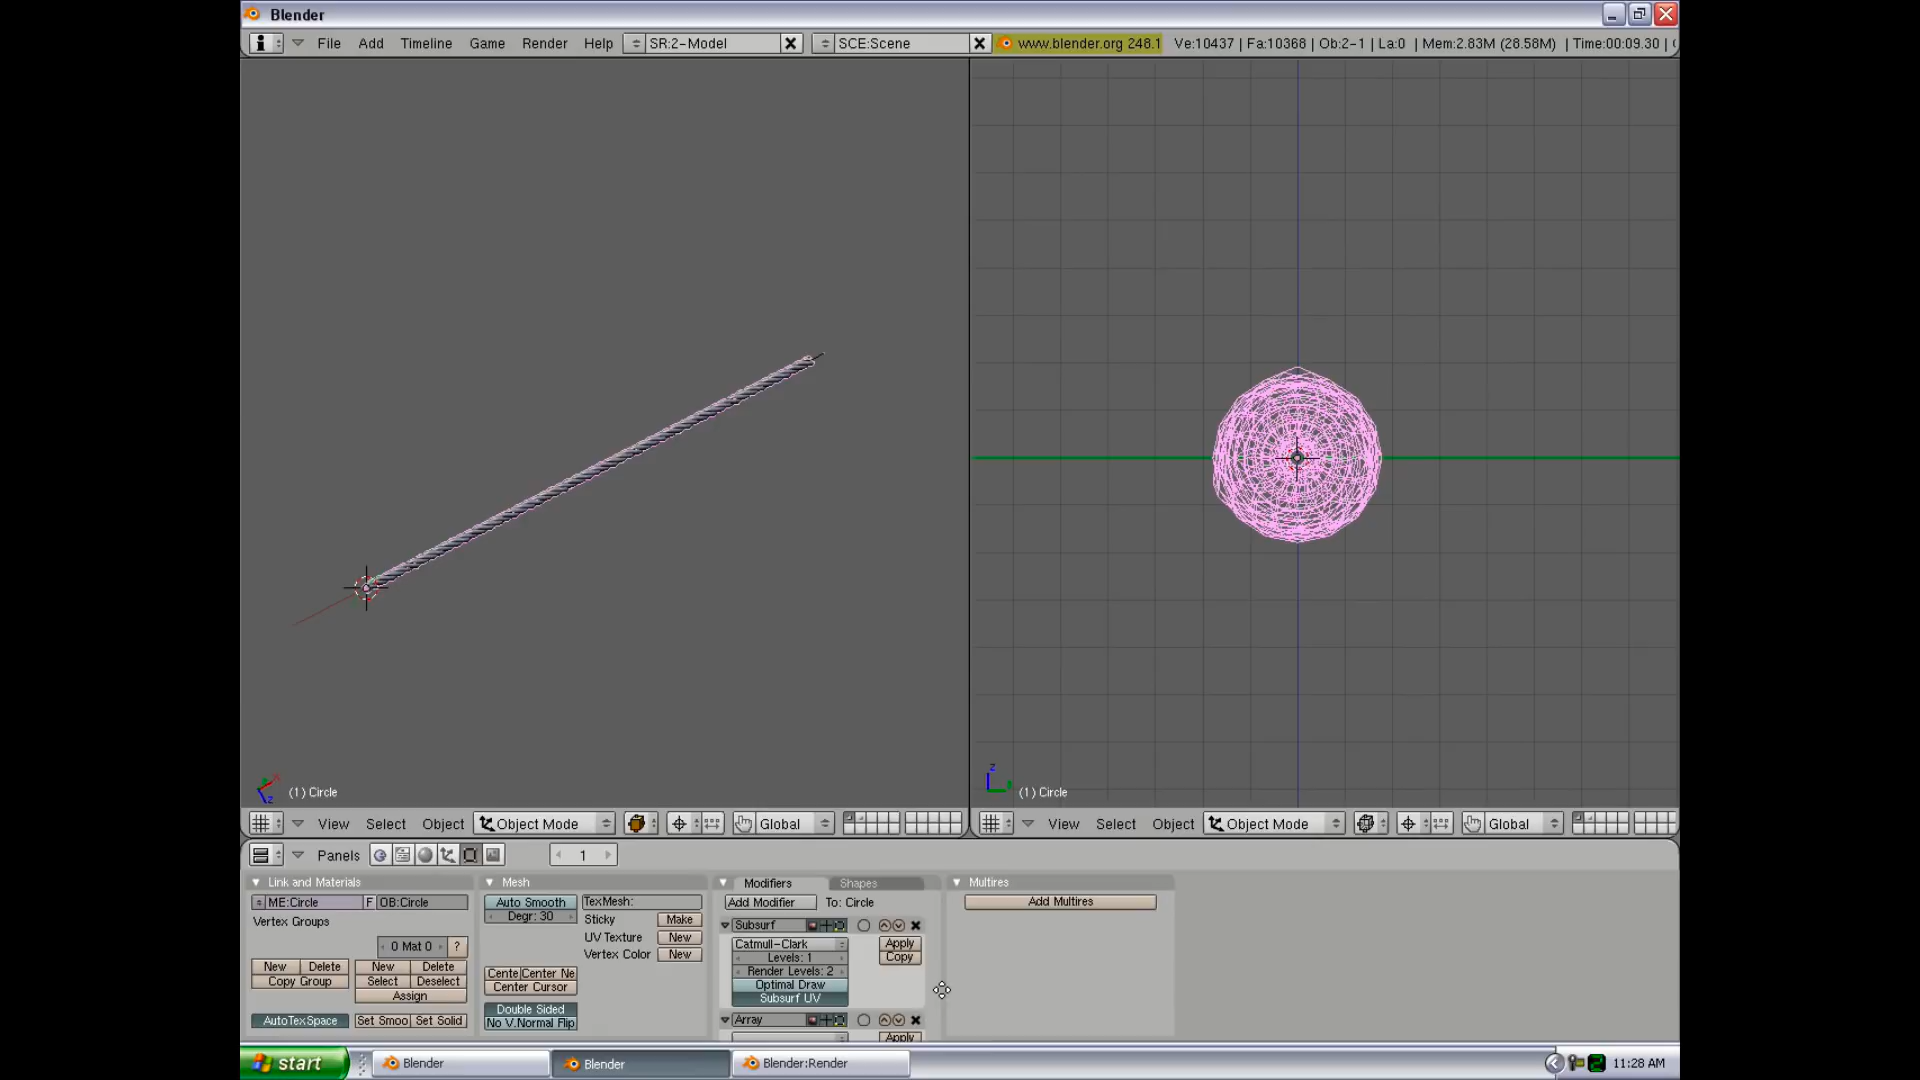 Blender
File Add Timeline Game Render Help SR:2-Model SCE:Scene www.blender.org 248.1 Ve:10437 | Fa:10368 | Ob:2-1 | La:0 | Mem:2.83M (28.58M) | Time:00:09.30 |
z
(1) Circle
z
(1) Circle
View Select Object Object Mode Global
View Select Object Object Mode Global
Panels 1
Link and Materials
ME:Circle F OB:Circle
Vertex Groups
0 Mat 0 ?
New Delete New Delete
Copy Group Select Deselect
Assign
AutoTexSpace Set Smoo Set Solid
Mesh
Auto Smooth TexMesh:
Degr: 30 Sticky Make
UV Texture New
Vertex Color New
Cente Center Ne
Center Cursor
Double Sided
No V.Normal Flip
Modifiers Shapes
Add Modifier To: Circle
Subsurf
Catmull-Clark Apply
Levels: 1 Copy
Render Levels: 2
Optimal Draw
Subsurf UV
Array
Apply
Multires
Add Multires
start Blender Blender Blender:Render 11:28 AM